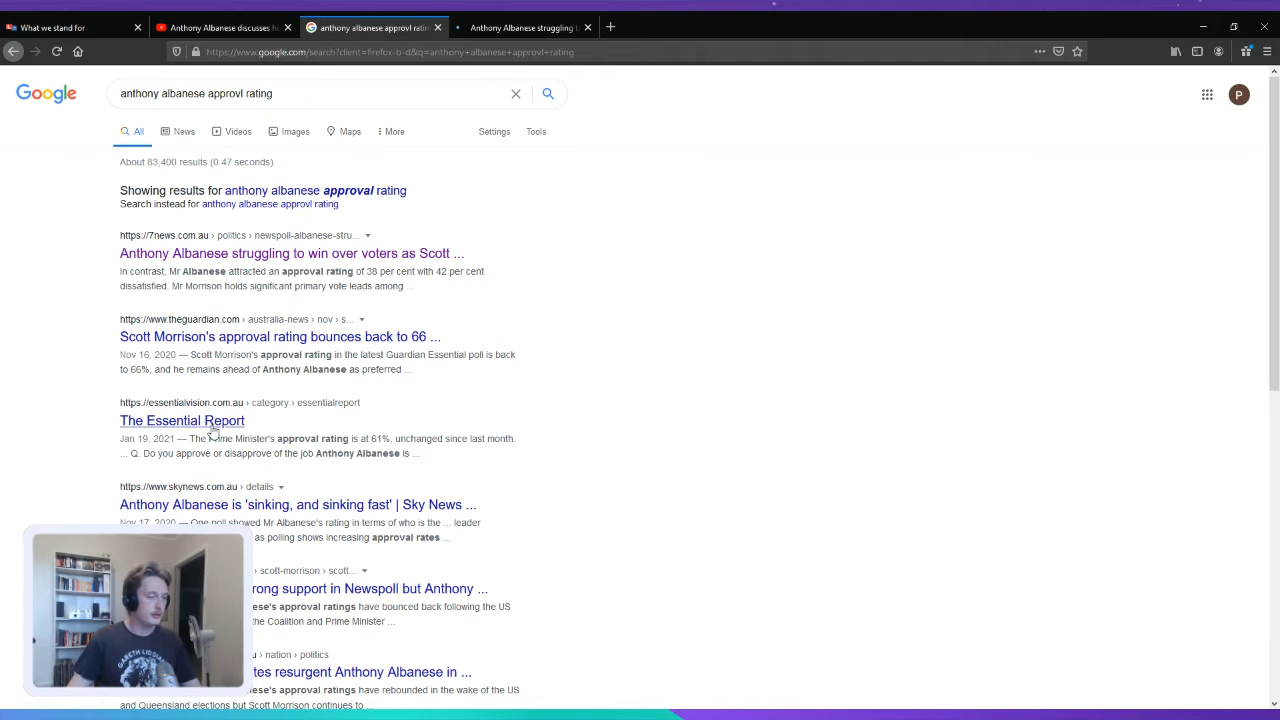 What we stand for
Anthony Albanese discusses h
anthony albanese approvl ratin
Anthony Albanese struggling t
https://www.google.com/search?client=firefox-b-d&q=anthony+albanese+approvl+rating
Google
anthony albanese approvl rating
P
All
News
Videos
Images
Maps
More
Settings
Tools
About 83,400 results (0.47 seconds)
Showing results for anthony albanese approval rating
Search instead for anthony albanese approvl rating
https://7news.com.au › politics › newspoll-albanese-stru...
Anthony Albanese struggling to win over voters as Scott ...
In contrast, Mr Albanese attracted an approval rating of 38 per cent with 42 per cent
dissatisfied. Mr Morrison holds significant primary vote leads among ...
https://www.theguardian.com › australia-news › nov › s...
Scott Morrison's approval rating bounces back to 66 ...
Nov 16, 2020 — Scott Morrison's approval rating in the latest Guardian Essential poll is back
to 66%, and he remains ahead of Anthony Albanese as preferred ...
https://essentialvision.com.au › category › essentialreport
The Essential Report
Jan 19, 2021 — The Prime Minister's approval rating is at 61%, unchanged since last month.
... Q. Do you approve or disapprove of the job Anthony Albanese is ...
https://www.skynews.com.au › details
Anthony Albanese is 'sinking, and sinking fast' | Sky News ...
Nov 17, 2020 — One poll showed Mr Albanese's rating in terms of who is the ... leader
as polling shows increasing approval rates ...
› scott-morrison › scott...
rong support in Newspoll but Anthony ...
ese's approval ratings have bounced back following the US
the Coalition and Prime Minister ...
u › nation › politics
tes resurgent Anthony Albanese in ...
ese's approval ratings have rebounded in the wake of the US
and Queensland elections but Scott Morrison continues to ...
GARETH LIDDIARD